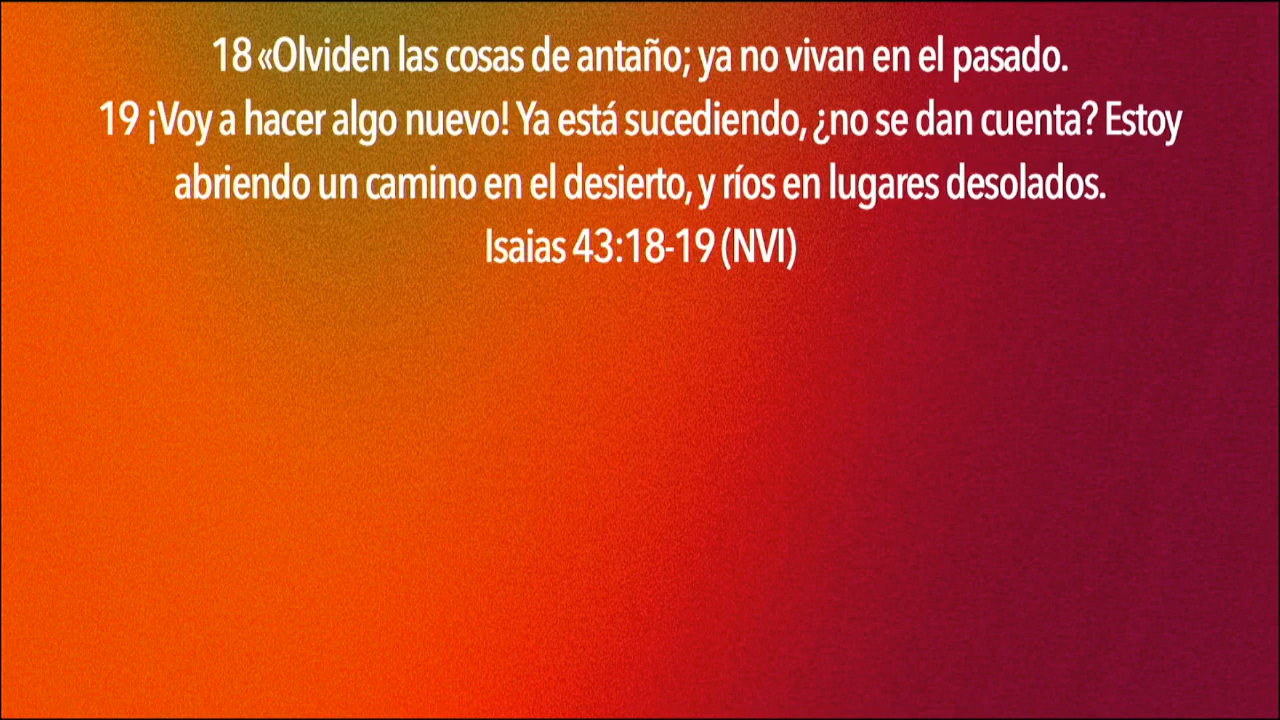 18 «Olviden las cosas de antaño; ya no vivan en el pasado.
19 ¡Voy a hacer algo nuevo! Ya está sucediendo, ¿no se dan cuenta? Estoy
abriendo un camino en el desierto, y ríos en lugares desolados.
Isaias 43:18-19 (NVI)